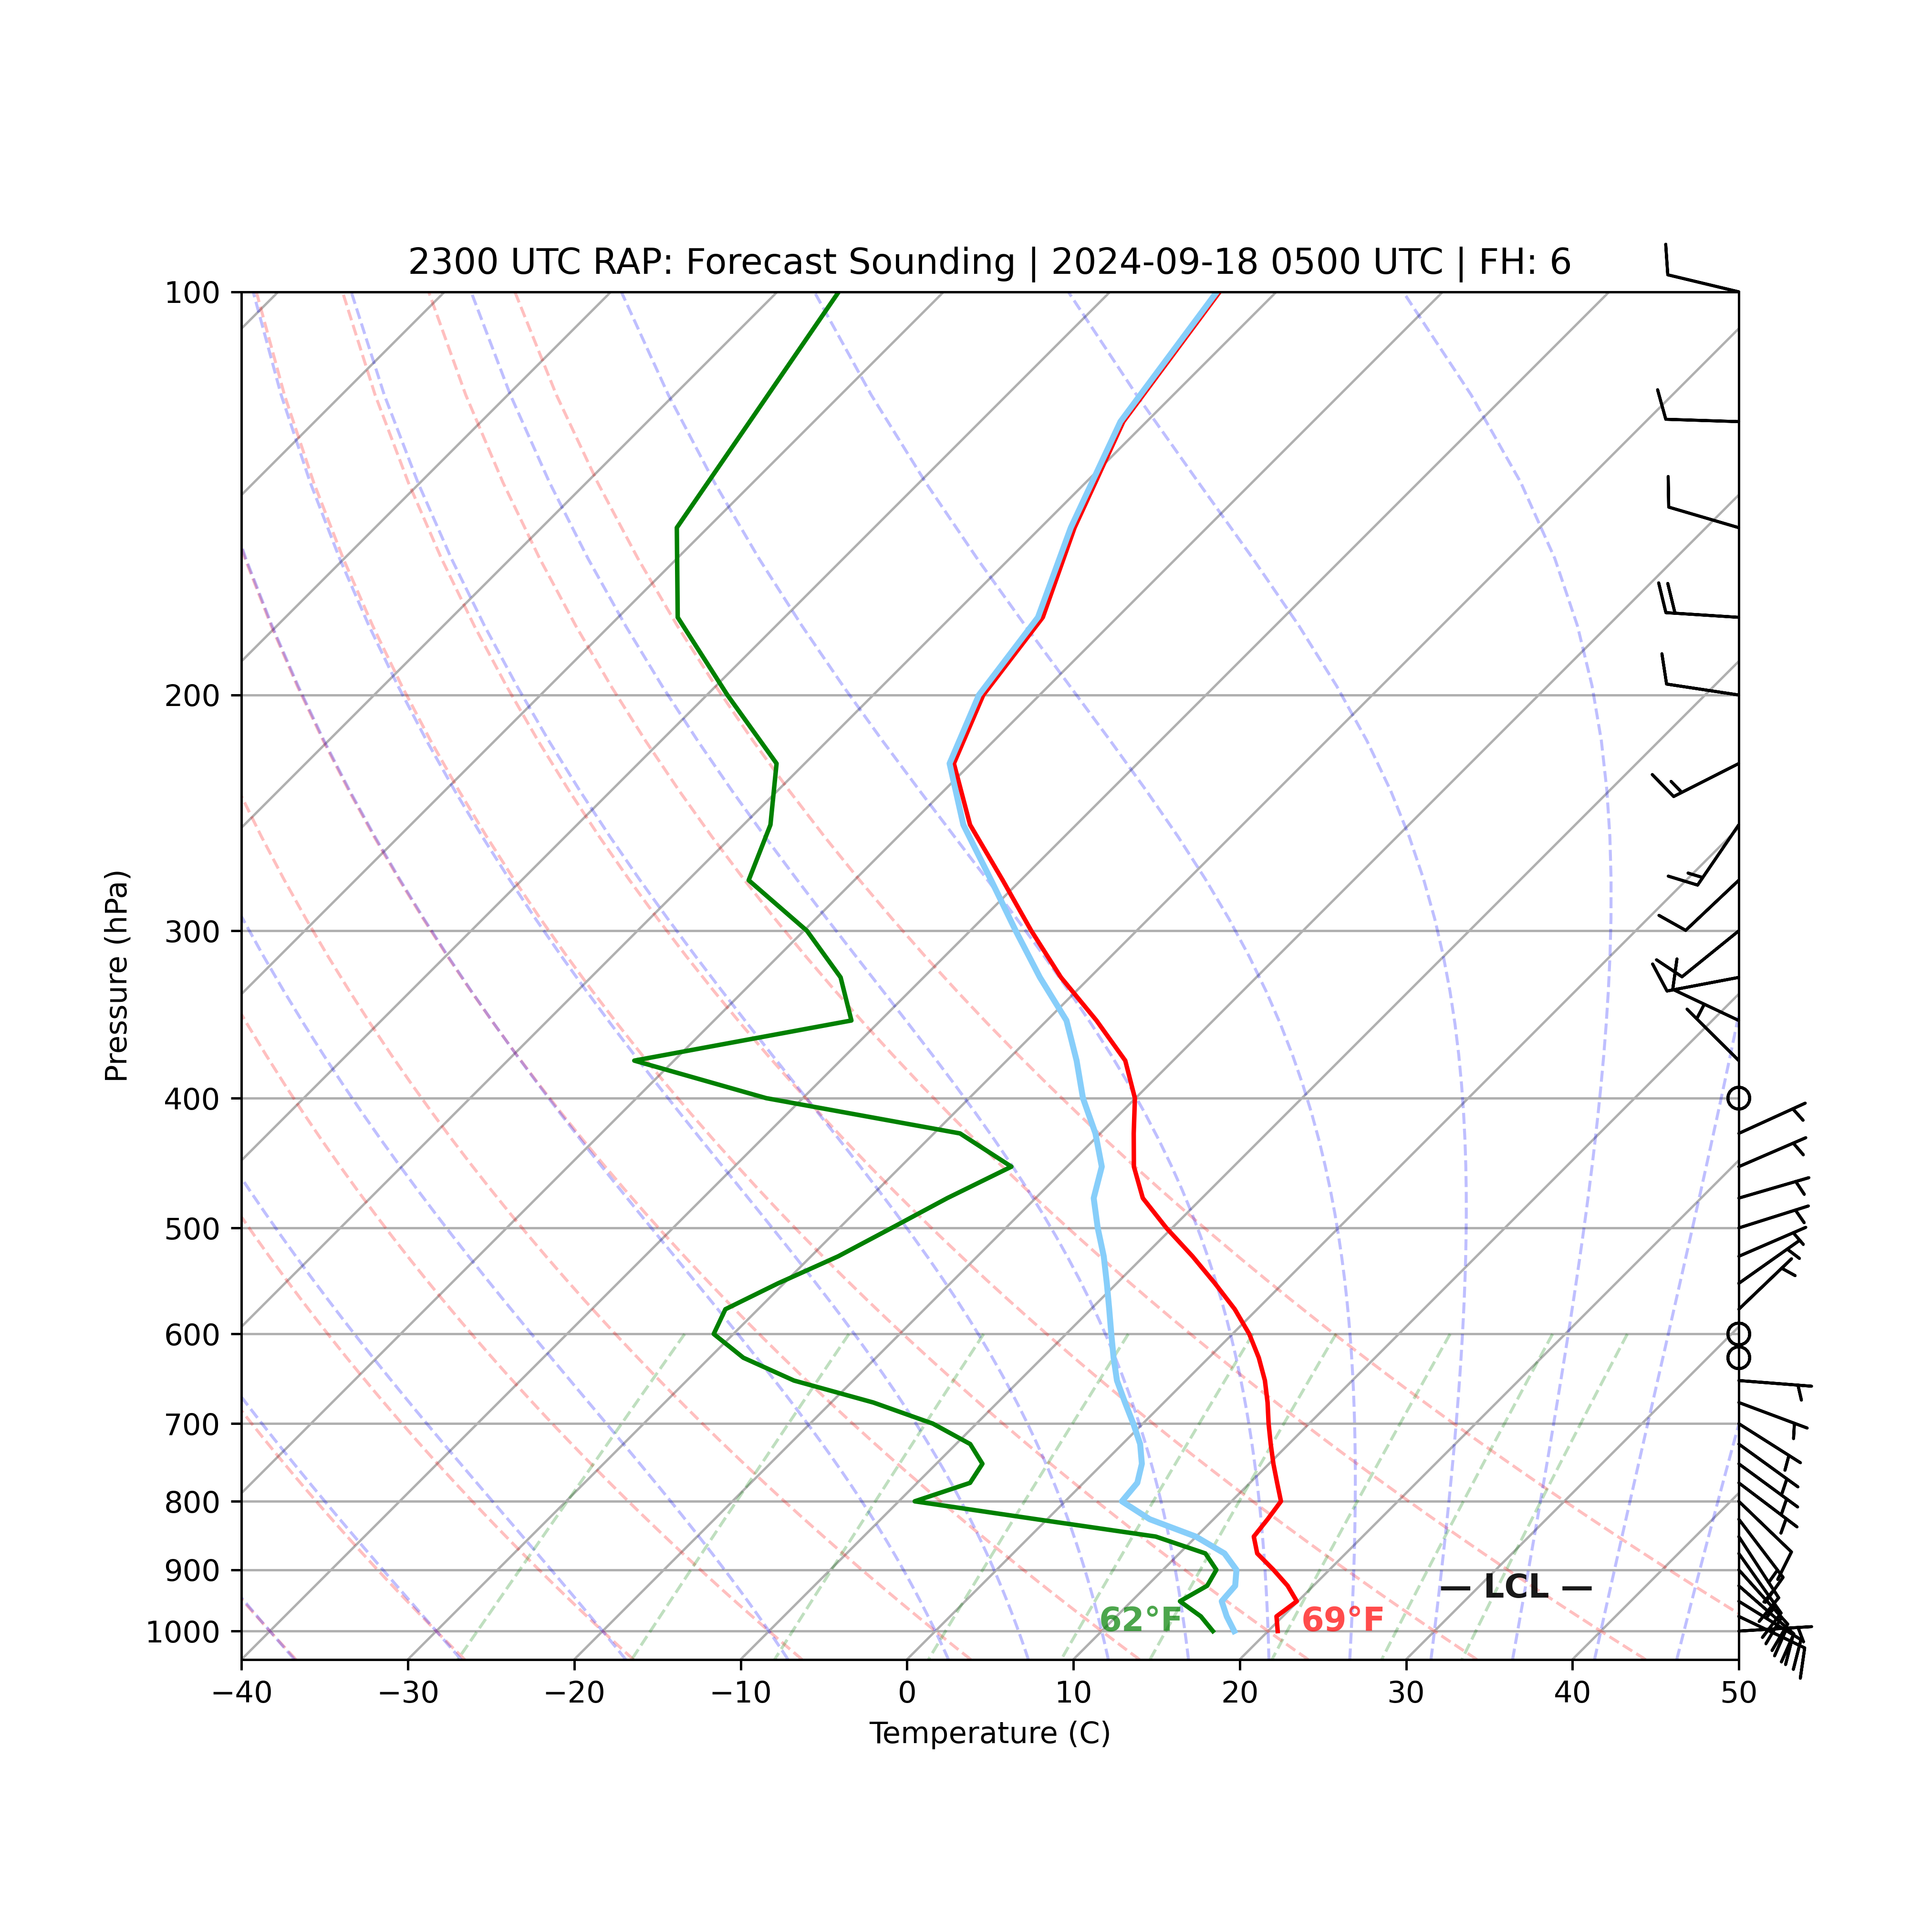 2300 UTC RAP: Forecast Sounding | 2024-09-18 0500 UTC | FH: 6
100
200
300
400
500
600
700
800
900
1000
Pressure (hPa)
— LCL —
62°F
69°F
−40 −30 −20 −10 0 10 20 30 40 50
Temperature (C)